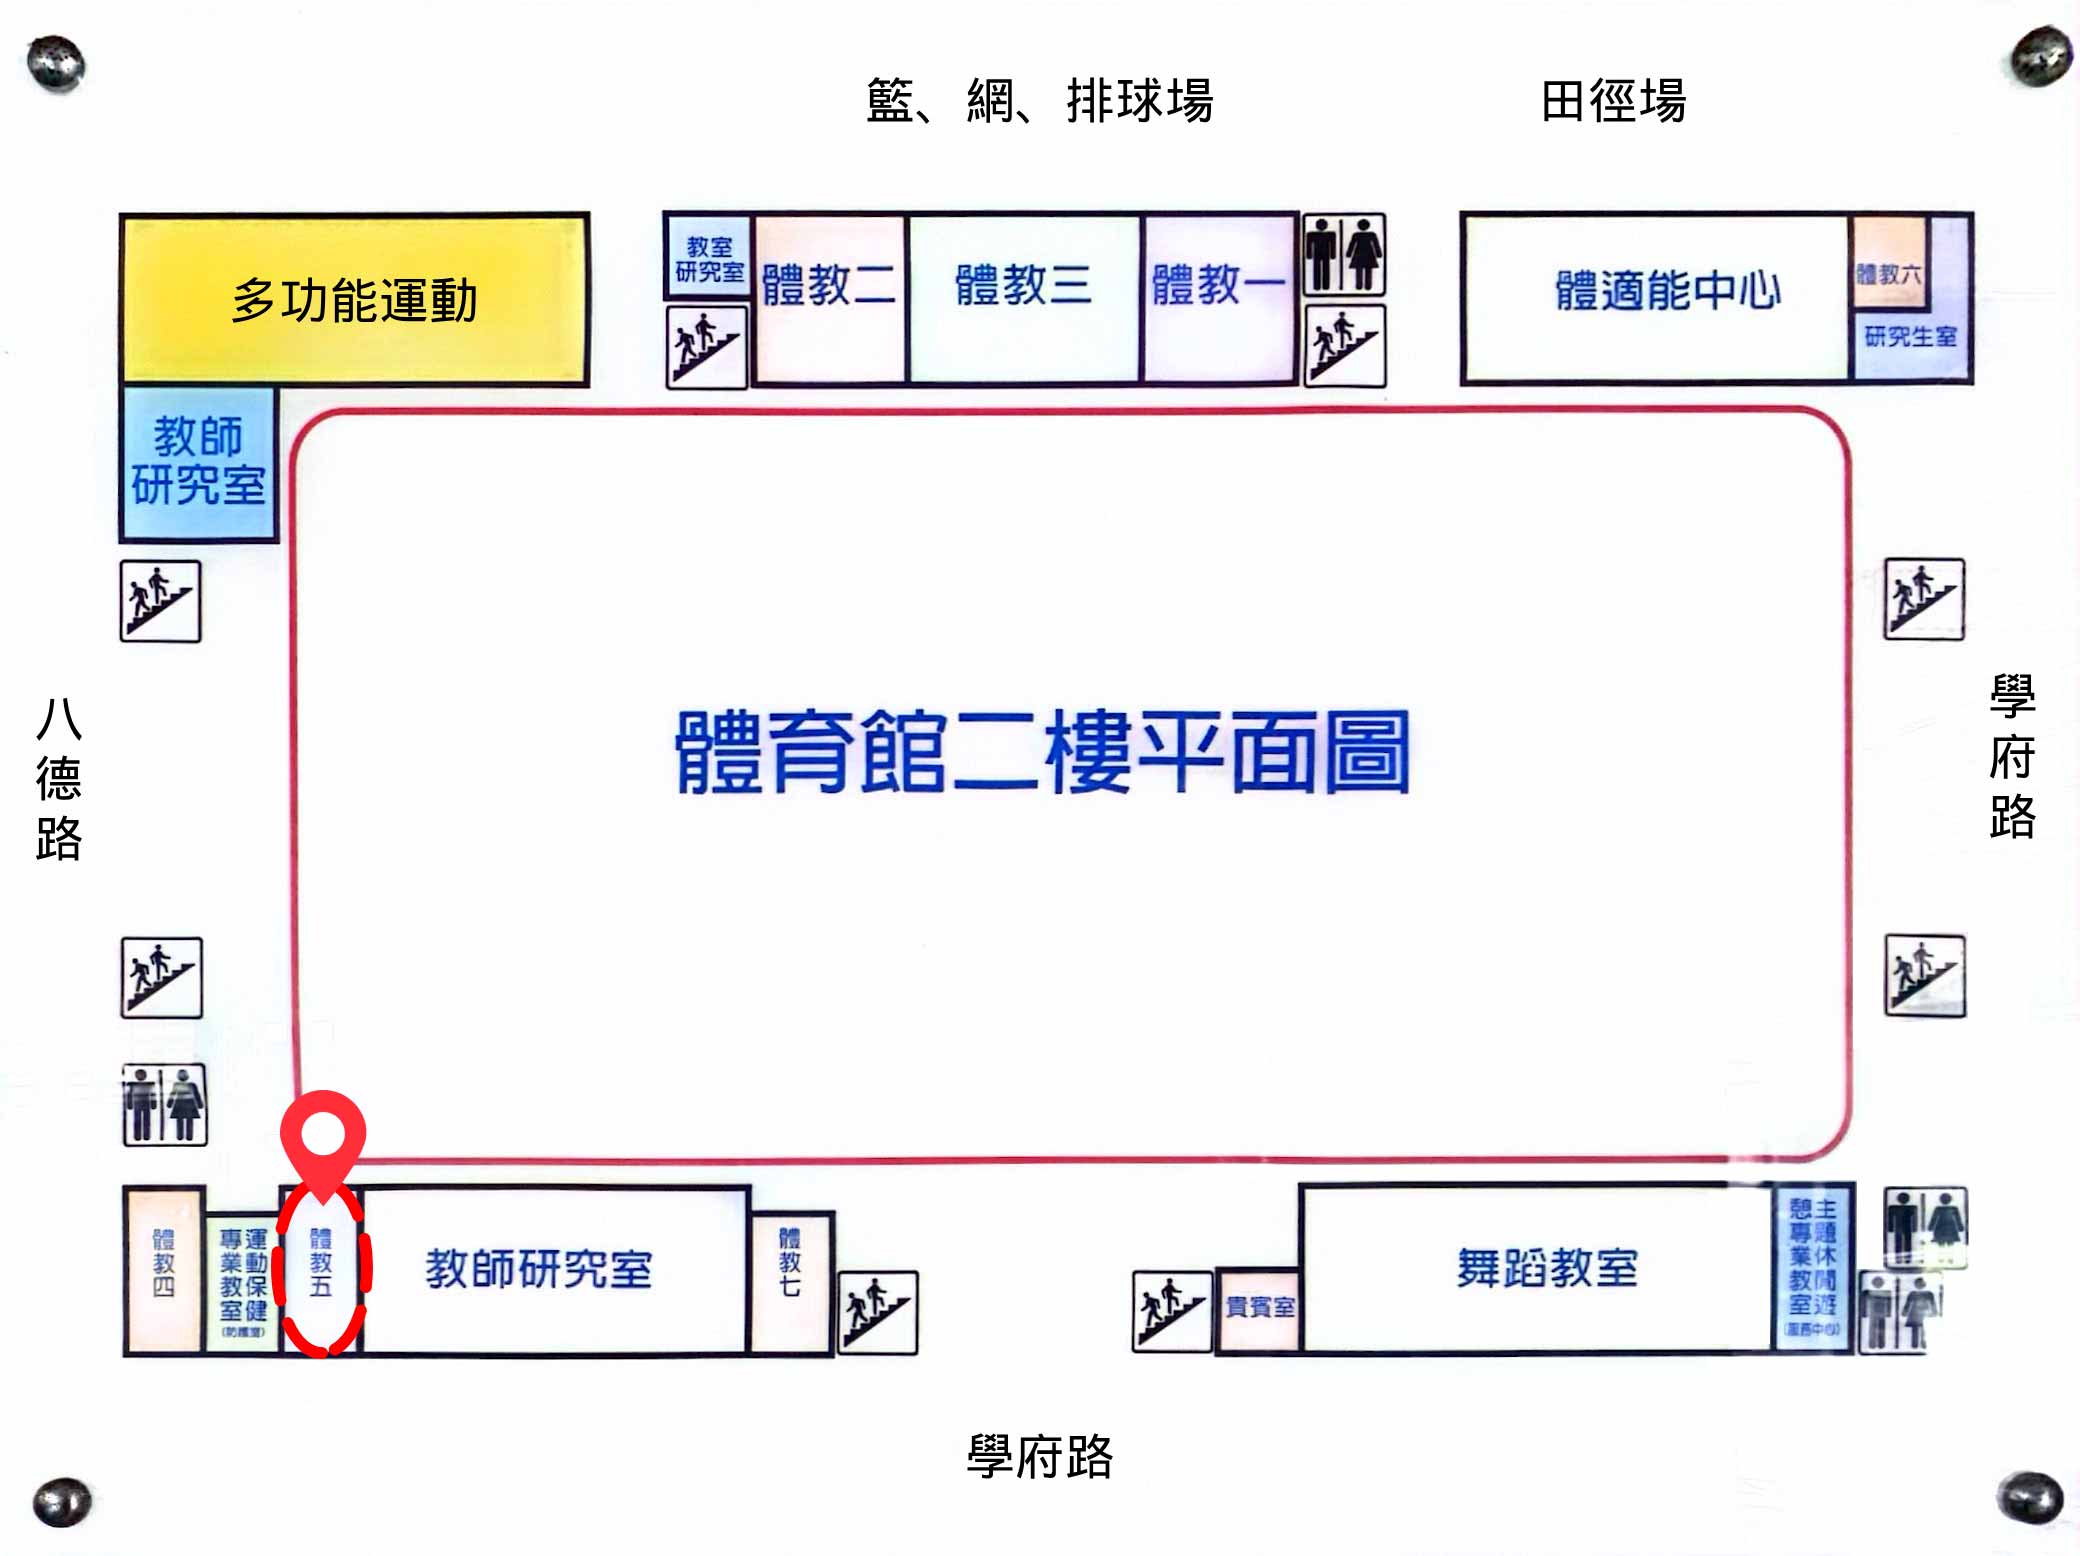 籃、網、排球場
田徑場
多功能運動
教室
研究室
體教二
體教三
體教一
體適能中心
體教六
研究生室
教師
研究室
八德路
學府路
體育館二樓平面圖
體教四
運動保健
專業教室
(防護室)
體教五
教師研究室
體教七
貴賓室
舞蹈教室
主題休閒遊
憩專業教室
(服務中心)
學府路